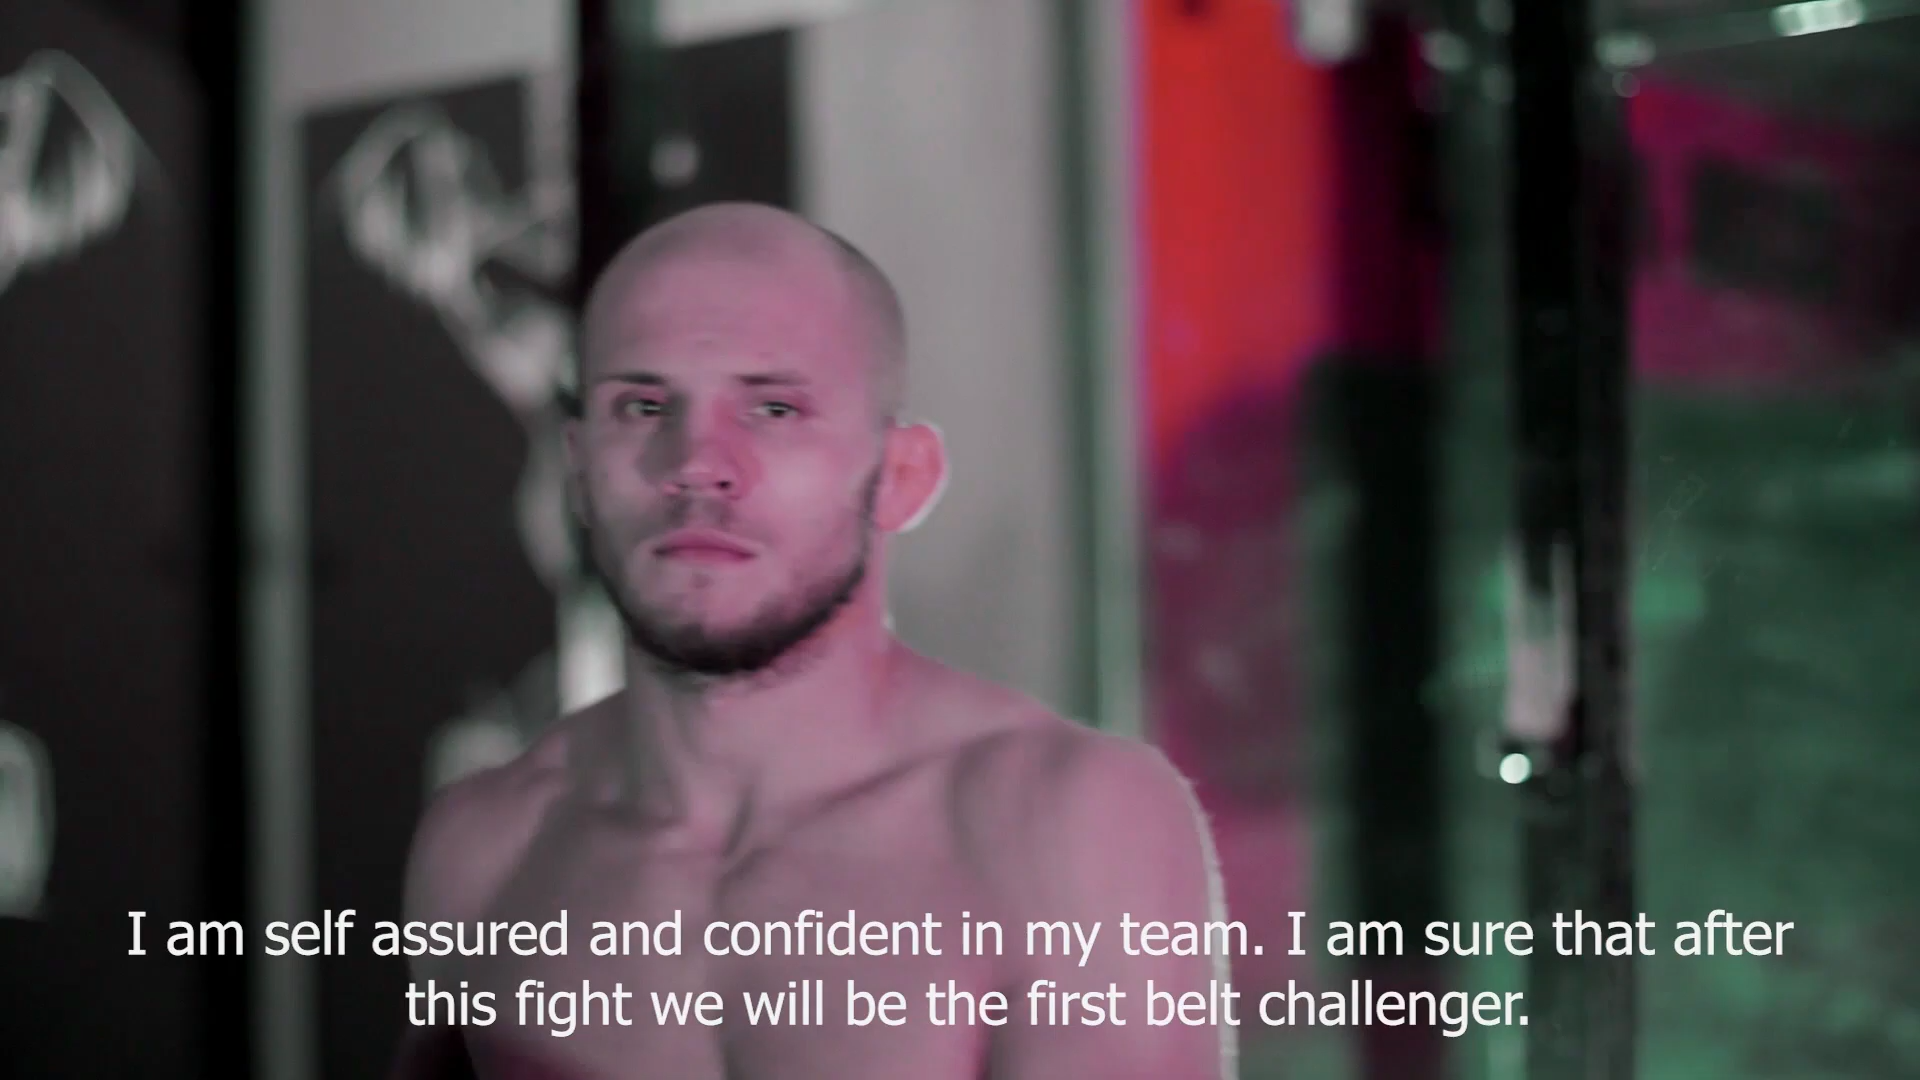 I am self assured and confident in my team. I am sure that after
this fight we will be the first belt challenger.